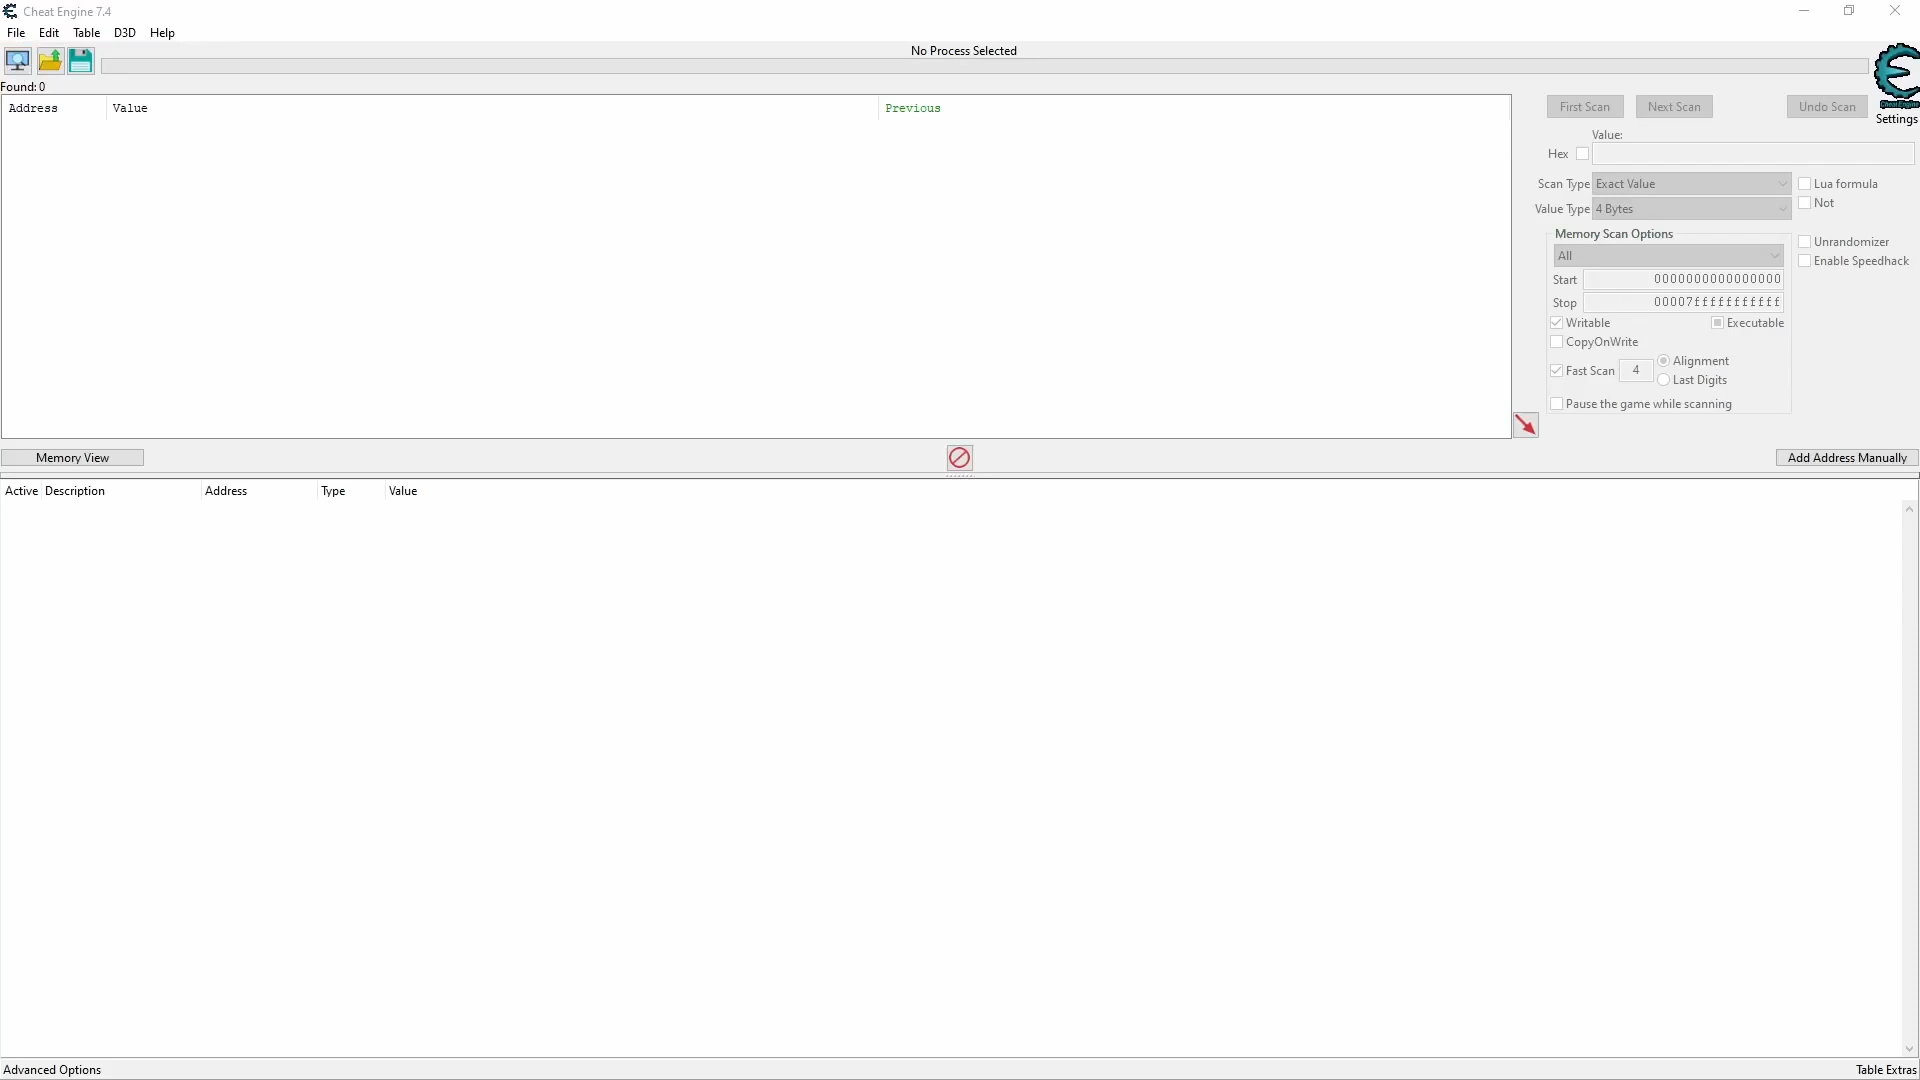 Cheat Engine 7.4
File Edit Table D3D Help
No Process Selected
Found: 0
Address Value Previous
First Scan Next Scan Undo Scan
Cheat Engine
Settings
Value:
Hex
Scan Type Exact Value Lua formula
Not
Value Type 4 Bytes
Memory Scan Options
All
Unrandomizer
Enable Speedhack
Start 0000000000000000
Stop 00007fffffffffff
Writable Executable
CopyOnWrite
Fast Scan 4 Alignment
Last Digits
Pause the game while scanning
Memory View Add Address Manually
Active Description Address Type Value
Advanced Options Table Extras